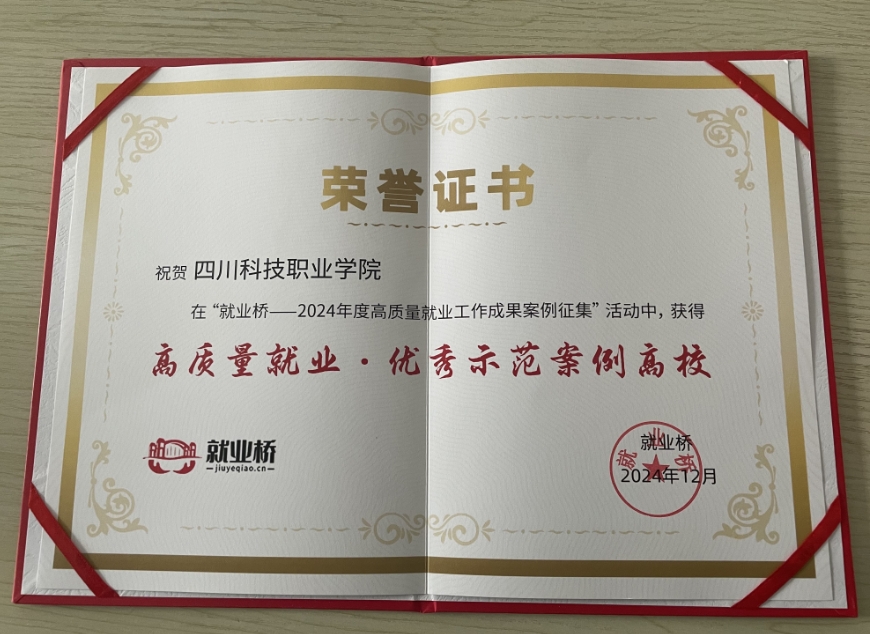 荣誉证书
祝贺 四川科技职业学院
在“就业桥——2024年度高质量就业工作成果案例征集”活动中，获得
高质量就业·优秀示范案例高校
就业桥
jiuyeqiao.cn
就业桥
就业桥
2024年12月